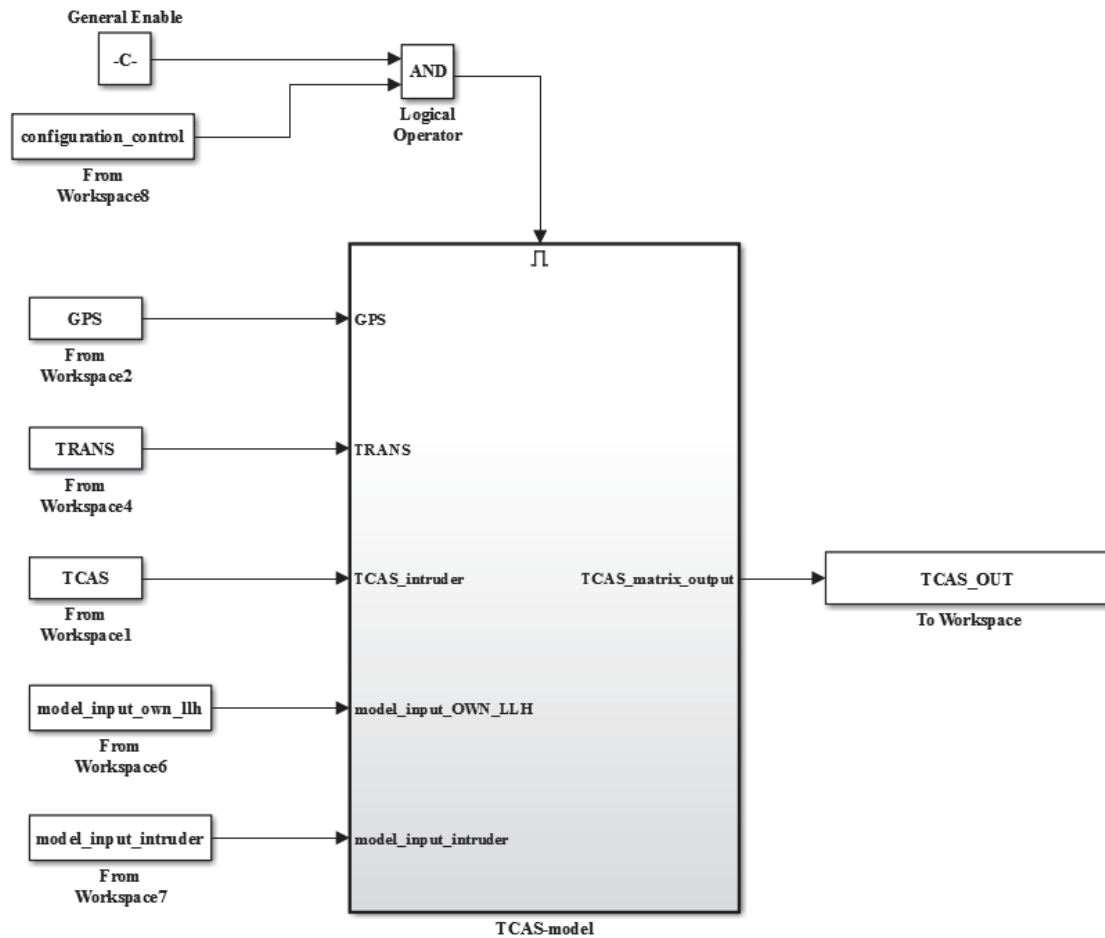 General Enable
-C-
AND
Logical
Operator
configuration_control
From
Workspace8
GPS
From
Workspace2
GPS
TRANS
From
Workspace4
TRANS
TCAS
From
Workspace1
TCAS_intruder
TCAS_matrix_output
TCAS_OUT
To Workspace
model_input_own_llh
From
Workspace6
model_input_OWN_LLH
model_input_intruder
From
Workspace7
model_input_intruder
TCAS-model